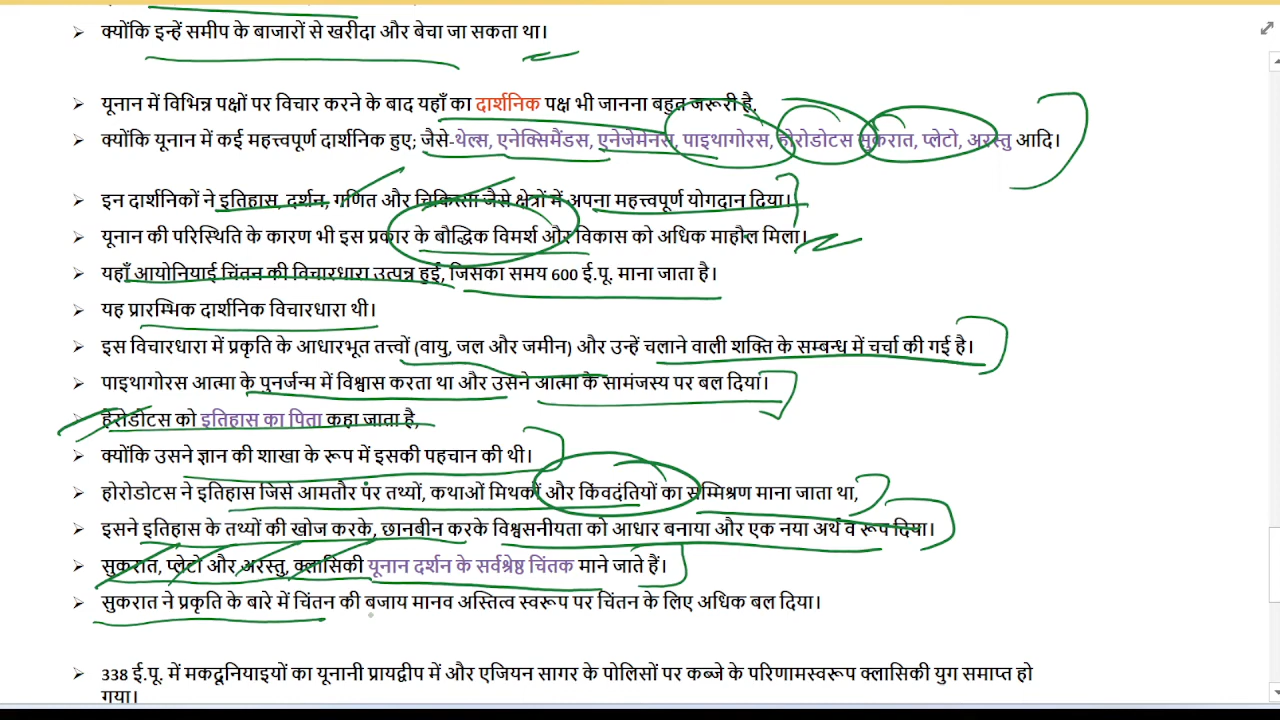 क्योंकि इन्हें समीप के बाजारों से खरीदा और बेचा जा सकता था।
यूनान में विभिन्न पक्षों पर विचार करने के बाद यहाँ का दार्शनिक पक्ष भी जानना बहुत जरूरी है,
क्योंकि यूनान में कई महत्त्वपूर्ण दार्शनिक हुए; जैसे-थेल्स, एनेक्सिमैंडस, एनेजेमेनस, पाइथागोरस, होरोडोटस सुकरात, प्लेटो, अरस्तु आदि।
इन दार्शनिकों ने इतिहास, दर्शन, गणित और चिकित्सा जैसे क्षेत्रों में अपना महत्त्वपूर्ण योगदान दिया।
यूनान की परिस्थिति के कारण भी इस प्रकार के बौद्धिक विमर्श और विकास को अधिक माहौल मिला।
यहाँ आयोनियाई चिंतन की विचारधारा उत्पन्न हुई, जिसका समय 600 ई.पू. माना जाता है।
यह प्रारम्भिक दार्शनिक विचारधारा थी।
इस विचारधारा में प्रकृति के आधारभूत तत्त्वों (वायु, जल और जमीन) और उन्हें चलाने वाली शक्ति के सम्बन्ध में चर्चा की गई है।
पाइथागोरस आत्मा के पुनर्जन्म में विश्वास करता था और उसने आत्मा के सामंजस्य पर बल दिया।
हेरोडोटस को इतिहास का पिता कहा जाता है,
क्योंकि उसने ज्ञान की शाखा के रूप में इसकी पहचान की थी।
होरोडोटस ने इतिहास जिसे आमतौर पर तथ्यों, कथाओं मिथकों और किंवदंतियों का सम्मिश्रण माना जाता था,
इसने इतिहास के तथ्यों की खोज करके, छानबीन करके विश्वसनीयता को आधार बनाया और एक नया अर्थ व रूप दिया।
सुकरात, प्लेटो और अरस्तु, क्लासिकी यूनान दर्शन के सर्वश्रेष्ठ चिंतक माने जाते हैं।
सुकरात ने प्रकृति के बारे में चिंतन की बजाय मानव अस्तित्व स्वरूप पर चिंतन के लिए अधिक बल दिया।
338 ई.पू. में मकदूनियाइयों का यूनानी प्रायद्वीप में और एजियन सागर के पोलिसों पर कब्जे के परिणामस्वरूप क्लासिकी युग समाप्त हो
गया।